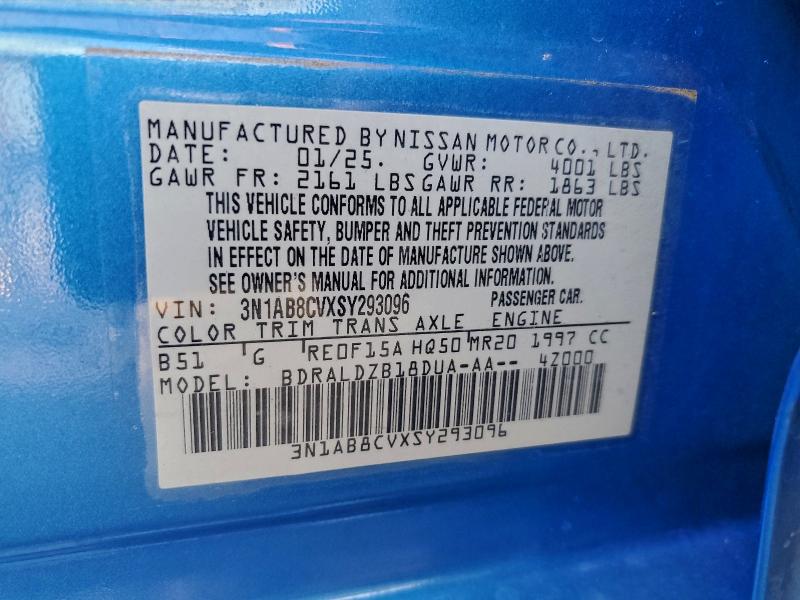 MANUFACTURED BY NISSAN MOTOR CO., LTD.
DATE: 01/25. GVWR: 4001 LBS
GAWR FR: 2161 LBS GAWR RR: 1863 LBS
THIS VEHICLE CONFORMS TO ALL APPLICABLE FEDERAL MOTOR
VEHICLE SAFETY, BUMPER AND THEFT PREVENTION STANDARDS
IN EFFECT ON THE DATE OF MANUFACTURE SHOWN ABOVE.
SEE OWNER'S MANUAL FOR ADDITIONAL INFORMATION.
VIN: 3N1AB8CVXSY293096 PASSENGER CAR.
COLOR TRIM TRANS AXLE ENGINE
B51 G RE0F15A HQ50 MR20 1997 CC
MODEL: BDRALDZB18DUA-AA-- 4Z000
3N1AB8CVXSY293096